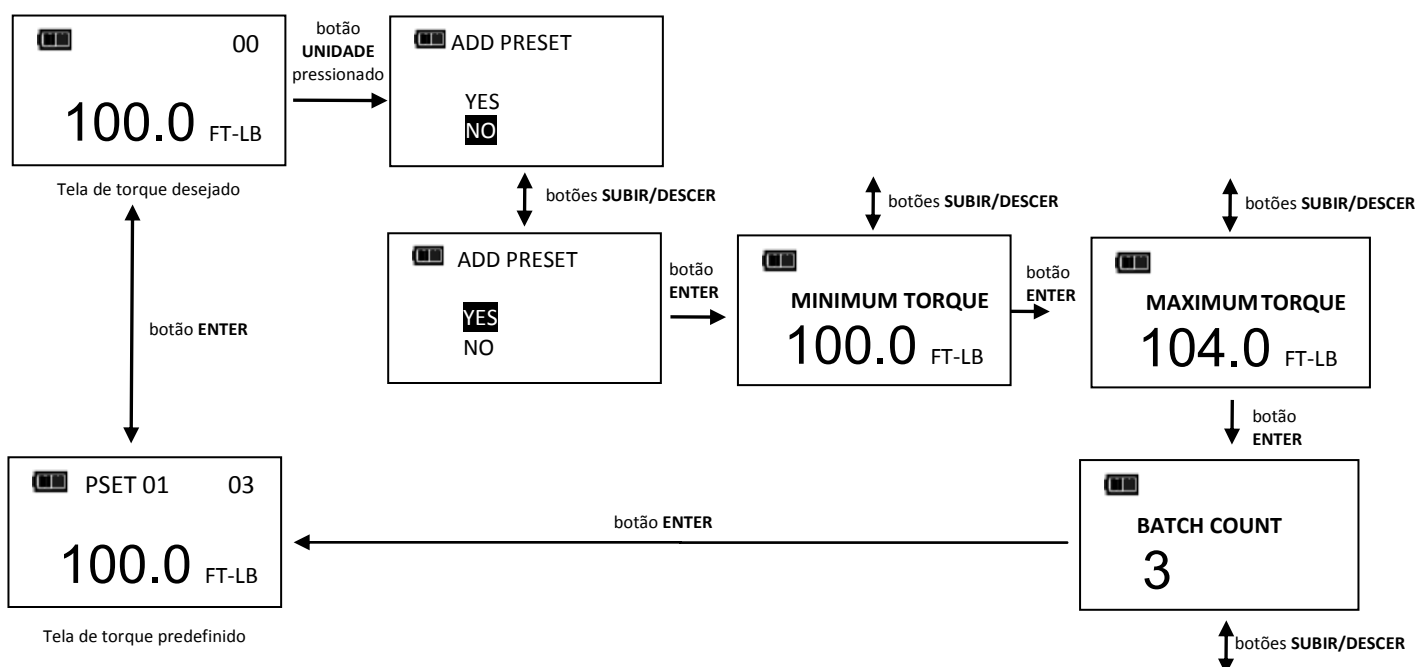 00
100.0 FT-LB
Tela de torque desejado
botão
UNIDADE
pressionado
ADD PRESET
YES
NO
botões SUBIR/DESCER
ADD PRESET
YES
NO
botão
ENTER
botões SUBIR/DESCER
MINIMUM TORQUE
100.0 FT-LB
botão
ENTER
botões SUBIR/DESCER
MAXIMUM TORQUE
104.0 FT-LB
botão
ENTER
BATCH COUNT
3
botões SUBIR/DESCER
botão ENTER
PSET 01 03
100.0 FT-LB
Tela de torque predefinido
botão ENTER